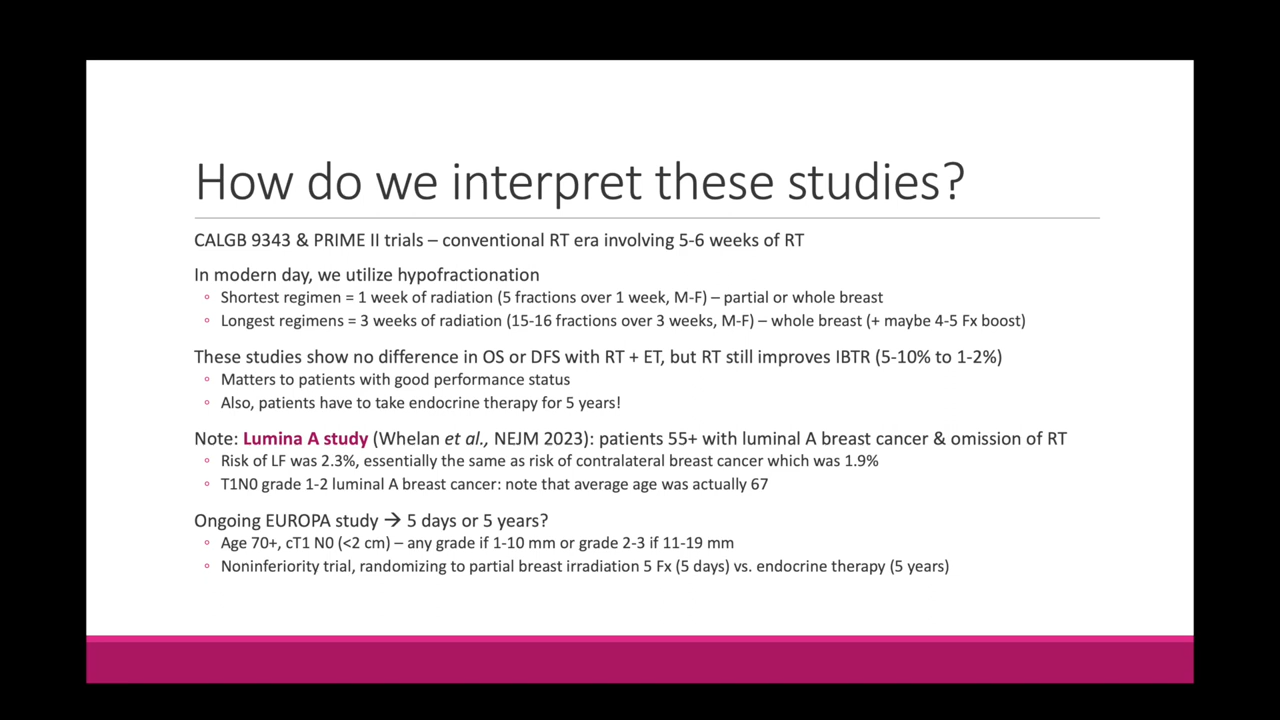 How do we interpret these studies?
CALGB 9343 & PRIME II trials – conventional RT era involving 5-6 weeks of RT
In modern day, we utilize hypofractionation
◦ Shortest regimen = 1 week of radiation (5 fractions over 1 week, M-F) – partial or whole breast
◦ Longest regimens = 3 weeks of radiation (15-16 fractions over 3 weeks, M-F) – whole breast (+ maybe 4-5 Fx boost)
These studies show no difference in OS or DFS with RT + ET, but RT still improves IBTR (5-10% to 1-2%)
◦ Matters to patients with good performance status
◦ Also, patients have to take endocrine therapy for 5 years!
Note: Lumina A study (Whelan et al., NEJM 2023): patients 55+ with luminal A breast cancer & omission of RT
◦ Risk of LF was 2.3%, essentially the same as risk of contralateral breast cancer which was 1.9%
◦ T1N0 grade 1-2 luminal A breast cancer: note that average age was actually 67
Ongoing EUROPA study → 5 days or 5 years?
◦ Age 70+, cT1 N0 (<2 cm) – any grade if 1-10 mm or grade 2-3 if 11-19 mm
◦ Noninferiority trial, randomizing to partial breast irradiation 5 Fx (5 days) vs. endocrine therapy (5 years)